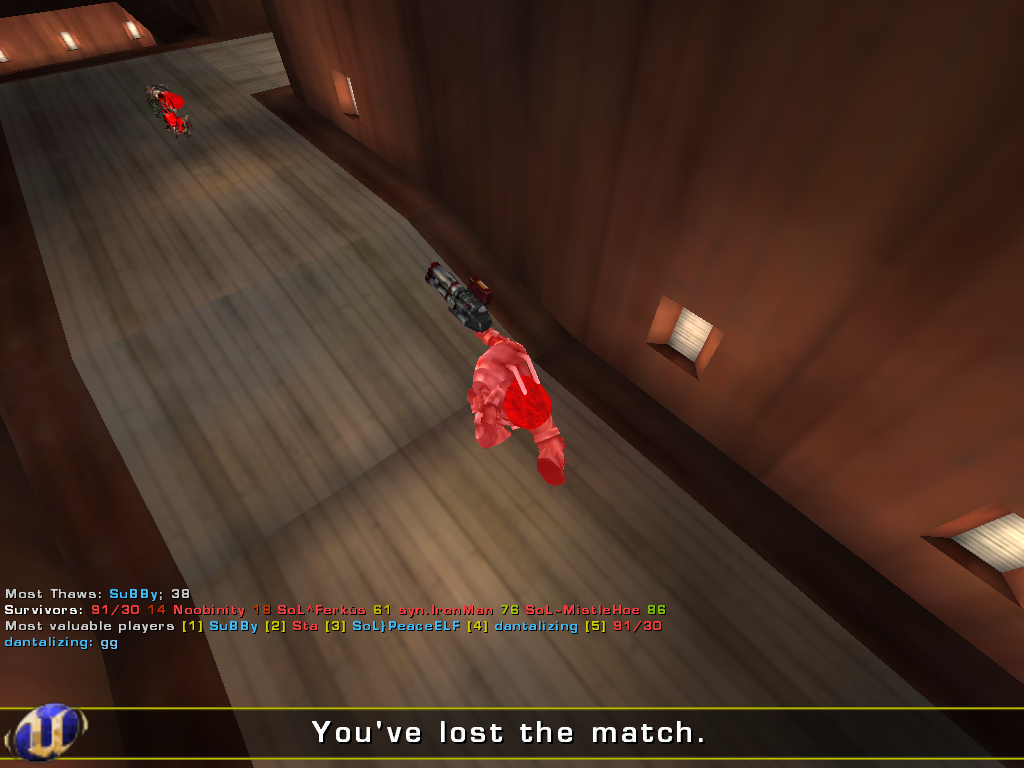 Most Thaws: SuBBy; 38
Survivors: 91/30 14 Noobinity 18 SoL^Ferküs 61 syn.IronMan 76 SoL~MistleHoe 86
Most valuable players [1] SuBBy [2] Sta [3] SoL}PeaceELF [4] dantalizing [5] 91/30
dantalizing: gg
You've lost the match.